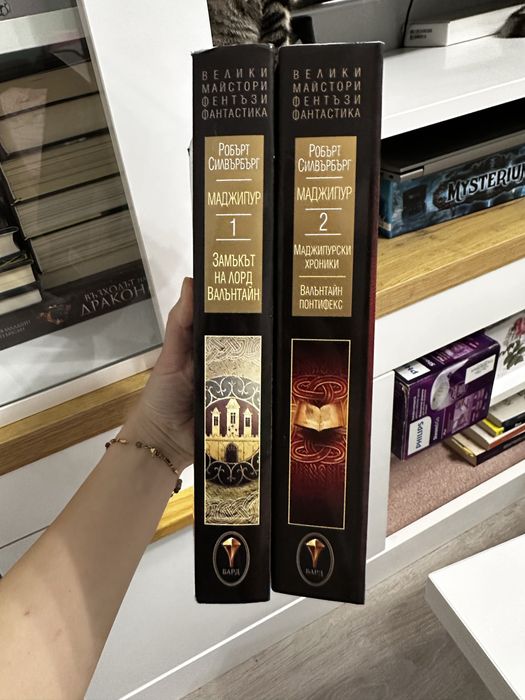 ВЕЛИКИ
МАЙСТОРИ
ФЕНТЪЗИ
ФАНТАСТИКА
РОБЪРТ
СИЛВЪРБЪРГ
МАДЖИПУР
1
ЗАМЪКЪТ
НА ЛОРД
ВАЛЪНТАЙН
БАРД
ВЕЛИКИ
МАЙСТОРИ
ФЕНТЪЗИ
ФАНТАСТИКА
РОБЪРТ
СИЛВЪРБЪРГ
МАДЖИПУР
2
МАДЖИПУРСКИ
ХРОНИКИ
ВАЛЪНТАЙН
ПОНТИФЕКС
БАРД
ВЪЗХОДЪТ НА
ДРАКОН
MYSTERIUM
PHILIPS